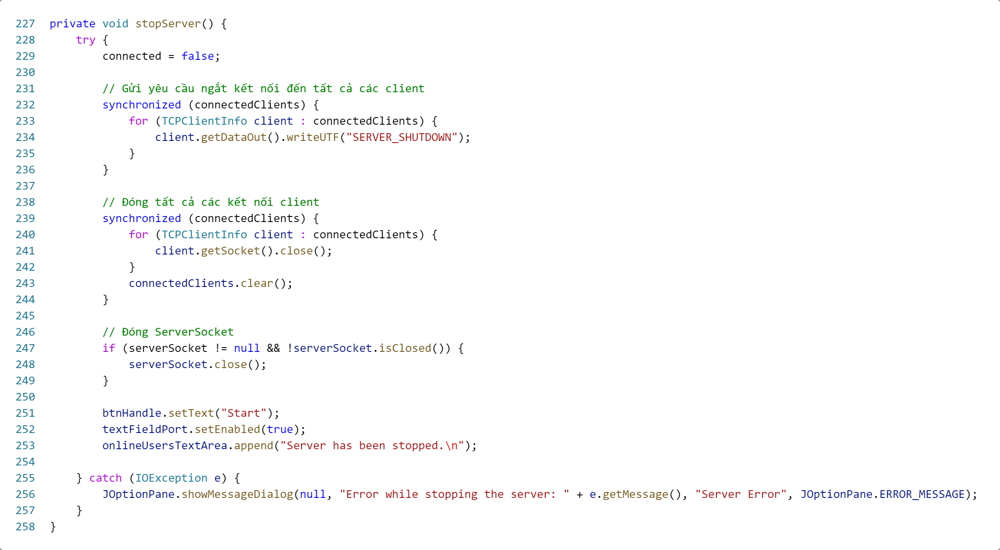 227 private void stopServer() {
228     try {
229         connected = false;
230
231         // Gửi yêu cầu ngắt kết nối đến tất cả các client
232         synchronized (connectedClients) {
233             for (TCPClientInfo client : connectedClients) {
234                 client.getDataOut().writeUTF("SERVER_SHUTDOWN");
235             }
236         }
237
238         // Đóng tất cả các kết nối client
239         synchronized (connectedClients) {
240             for (TCPClientInfo client : connectedClients) {
241                 client.getSocket().close();
242             }
243             connectedClients.clear();
244         }
245
246         // Đóng ServerSocket
247         if (serverSocket != null && !serverSocket.isClosed()) {
248             serverSocket.close();
249         }
250
251         btnHandle.setText("Start");
252         textFieldPort.setEnabled(true);
253         onlineUsersTextArea.append("Server has been stopped.\n");
254
255     } catch (IOException e) {
256         JOptionPane.showMessageDialog(null, "Error while stopping the server: " + e.getMessage(), "Server Error", JOptionPane.ERROR_MESSAGE);
257     }
258 }